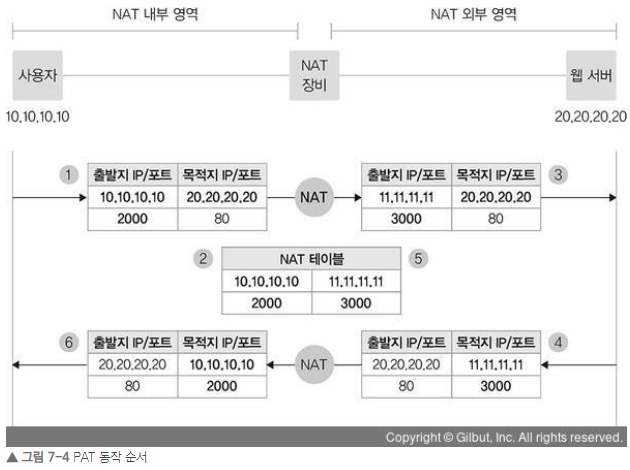 NAT 내부 영역 NAT 외부 영역
사용자 NAT 장비 웹 서버
10.10.10.10 20.20.20.20
① 출발지 IP/포트 목적지 IP/포트 출발지 IP/포트 목적지 IP/포트 ③
10.10.10.10 20.20.20.20 NAT 11.11.11.11 20.20.20.20
2000 80 3000 80
② NAT 테이블 ⑤
10.10.10.10 11.11.11.11
2000 3000
⑥ 출발지 IP/포트 목적지 IP/포트 출발지 IP/포트 목적지 IP/포트 ④
20.20.20.20 10.10.10.10 NAT 20.20.20.20 11.11.11.11
80 2000 80 3000
Copyright © Gilbut, Inc. All rights reserved.
▲ 그림 7-4 PAT 동작 순서